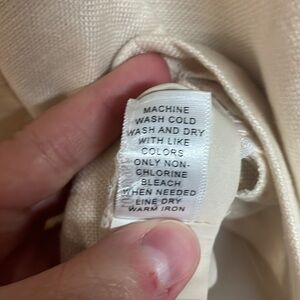 MACHINE
WASH COLD
WASH AND DRY
WITH LIKE
COLORS
ONLY NON-
CHLORINE
BLEACH
WHEN NEEDED
LINE DRY
WARM IRON